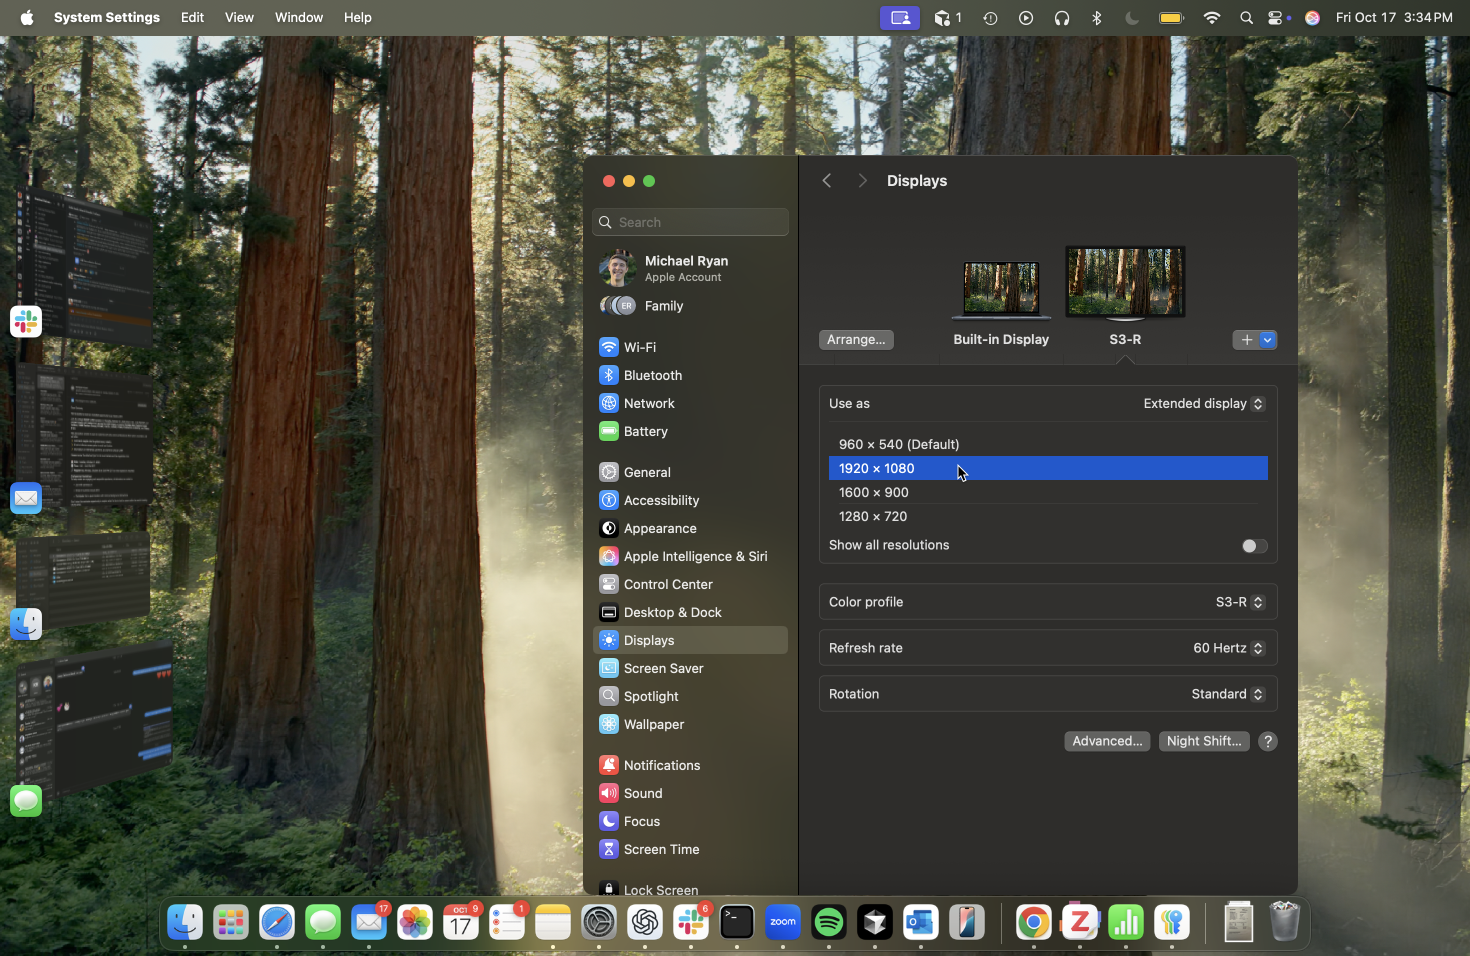 System Settings Edit View Window Help 1 Fri Oct 17 3:34 PM
Displays
Search
Michael Ryan
Apple Account
ER Family
Arrange... Built-in Display S3-R
Wi-Fi
Bluetooth
Network
Battery
General
Accessibility
Appearance
Apple Intelligence & Siri
Control Center
Desktop & Dock
Displays
Screen Saver
Spotlight
Wallpaper
Notifications
Sound
Focus
Screen Time
Lock Screen
Use as Extended display
960 × 540 (Default)
1920 × 1080
1600 × 900
1280 × 720
Show all resolutions
Color profile S3-R
Refresh rate 60 Hertz
Rotation Standard
Advanced... Night Shift... ?
17 OCT 9 17 1 6 zoom Z